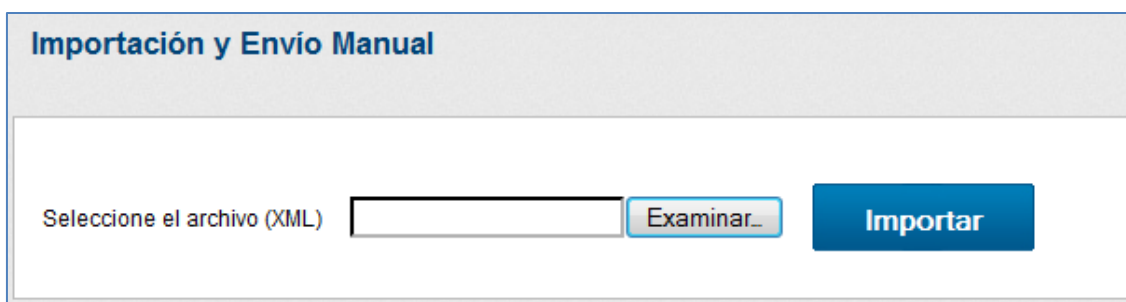 Importación y Envío Manual
Seleccione el archivo (XML) Examinar... Importar